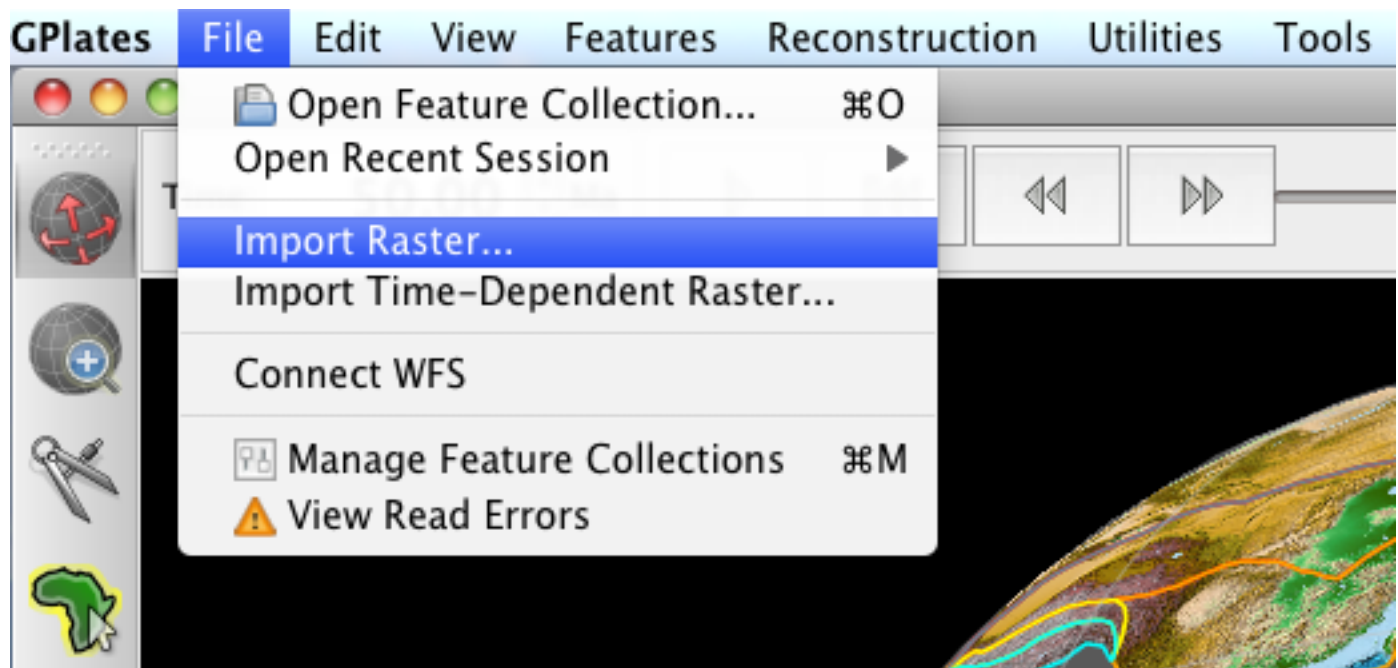 GPlates File Edit View Features Reconstruction Utilities Tools
Open Feature Collection... ⌘O
Open Recent Session
Import Raster...
Import Time-Dependent Raster...
Connect WFS
Manage Feature Collections ⌘M
View Read Errors